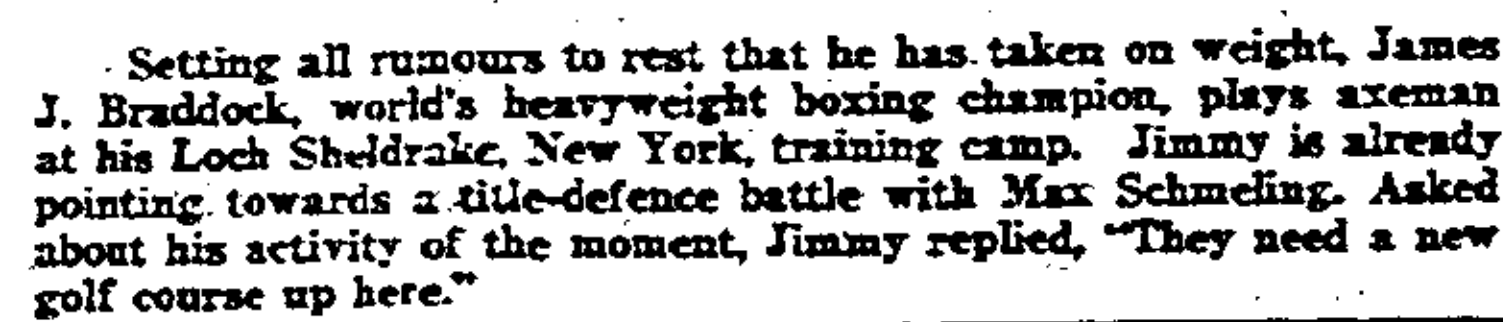 Setting all rumours to rest that he has taken on weight, James
J. Braddock, world's heavyweight boxing champion, plays axeman
at his Loch Sheldrake, New York, training camp. Jimmy is already
pointing towards a title-defence battle with Max Schmeling. Asked
about his activity of the moment, Jimmy replied, "They need a new
golf course up here."